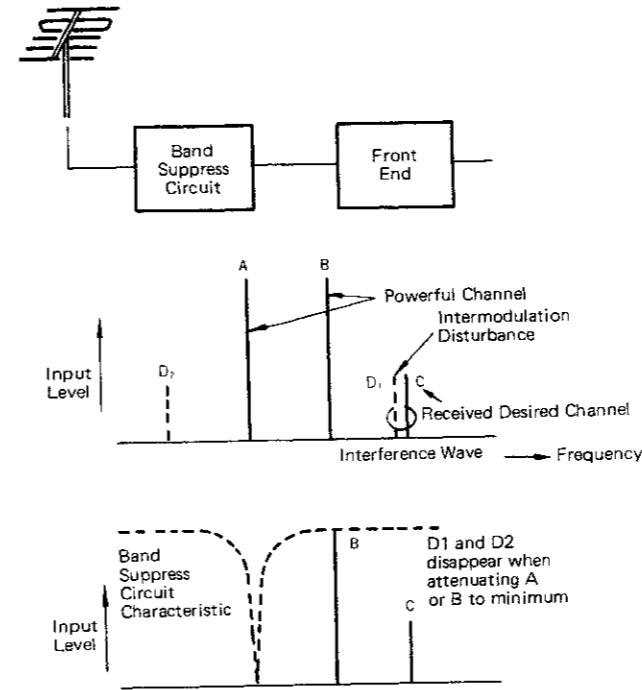 Band
Suppress
Circuit
Front
End
A
B
Powerful Channel
Intermodulation
Disturbance
Input
Level
D₂
D₁
C
Received Desired Channel
Interference Wave
Frequency
Band
Suppress
Circuit
Characteristic
B
D1 and D2
disappear when
attenuating A
or B to minimum
C
Input
Level